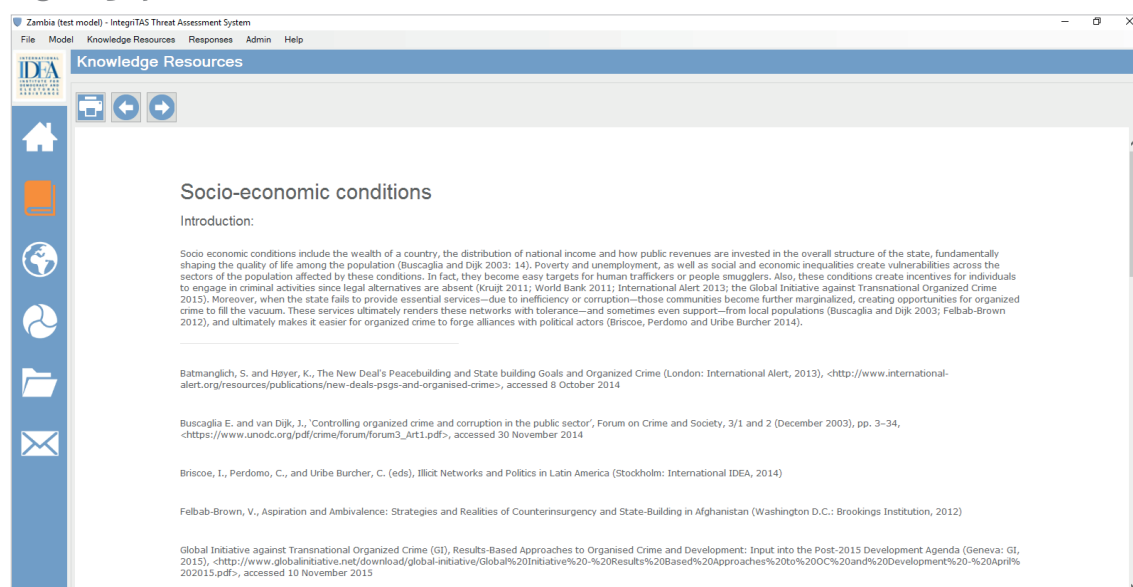 Zambia (test model) - IntegriTAS Threat Assessment System
File Model Knowledge Resources Responses Admin Help
INTERNATIONAL
IDEA
INSTITUTE FOR
DEMOCRACY AND
ELECTORAL
ASSISTANCE
Knowledge Resources
Socio-economic conditions
Introduction:
Socio economic conditions include the wealth of a country, the distribution of national income and how public revenues are invested in the overall structure of the state, fundamentally
shaping the quality of life among the population (Buscaglia and Dijk 2003: 14). Poverty and unemployment, as well as social and economic inequalities create vulnerabilities across the
sectors of the population affected by these conditions. In fact, they become easy targets for human traffickers or people smugglers. Also, these conditions create incentives for individuals
to engage in criminal activities since legal alternatives are absent (Kruijt 2011; World Bank 2011; International Alert 2013; the Global Initiative against Transnational Organized Crime
2015). Moreover, when the state fails to provide essential services—due to inefficiency or corruption—those communities become further marginalized, creating opportunities for organized
crime to fill the vacuum. These services ultimately renders these networks with tolerance—and sometimes even support—from local populations (Buscaglia and Dijk 2003; Felbab-Brown
2012), and ultimately makes it easier for organized crime to forge alliances with political actors (Briscoe, Perdomo and Uribe Burcher 2014).
Batmanglich, S. and Høyer, K., The New Deal's Peacebuilding and State building Goals and Organized Crime (London: International Alert, 2013), <http://www.international-
alert.org/resources/publications/new-deals-psgs-and-organised-crime>, accessed 8 October 2014
Buscaglia E. and van Dijk, J., 'Controlling organized crime and corruption in the public sector', Forum on Crime and Society, 3/1 and 2 (December 2003), pp. 3–34,
<https://www.unodc.org/pdf/crime/forum/forum3_Art1.pdf>, accessed 30 November 2014
Briscoe, I., Perdomo, C., and Uribe Burcher, C. (eds), Illicit Networks and Politics in Latin America (Stockholm: International IDEA, 2014)
Felbab-Brown, V., Aspiration and Ambivalence: Strategies and Realities of Counterinsurgency and State-Building in Afghanistan (Washington D.C.: Brookings Institution, 2012)
Global Initiative against Transnational Organized Crime (GI), Results-Based Approaches to Organised Crime and Development: Input into the Post-2015 Development Agenda (Geneva: GI,
2015), <http://www.globalinitiative.net/download/global-initiative/Global%20Initiative%20-%20Results%20Based%20Approaches%20to%20OC%20and%20Development%20-%20April%
202015.pdf>, accessed 10 November 2015